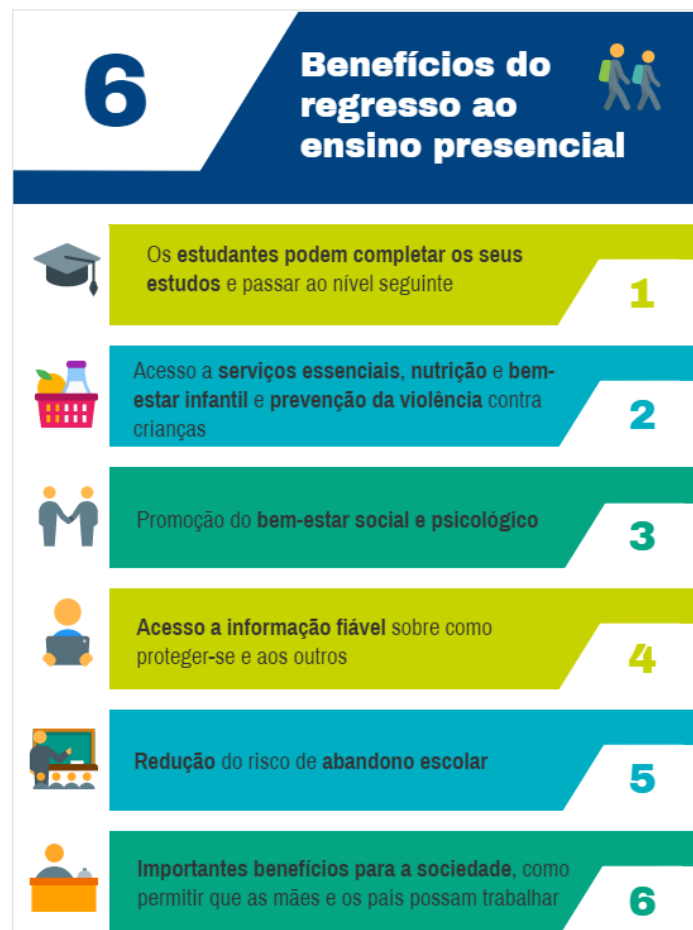 6
Benefícios do
regresso ao
ensino presencial
Os estudantes podem completar os seus
estudos e passar ao nível seguinte
1
Acesso a serviços essenciais, nutrição e bem-
estar infantil e prevenção da violência contra
crianças
2
Promoção do bem-estar social e psicológico
3
Acesso a informação fiável sobre como
proteger-se e aos outros
4
Redução do risco de abandono escolar
5
Importantes benefícios para a sociedade, como
permitir que as mães e os pais possam trabalhar
6